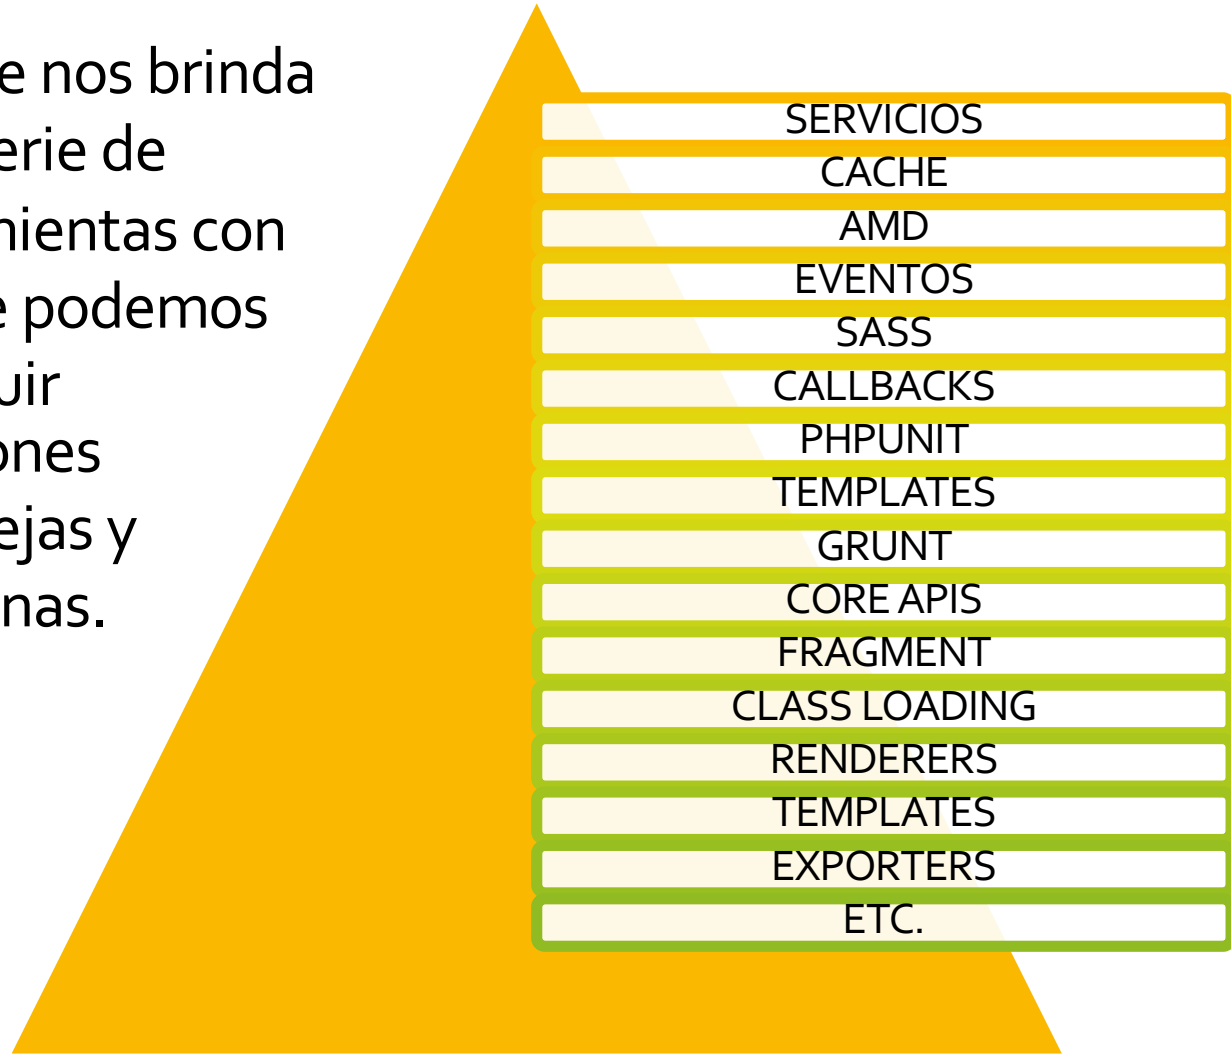 e nos brinda
erie de
mientas con
e podemos
uir
ones
ejas y
nas.
SERVICIOS
CACHE
AMD
EVENTOS
SASS
CALLBACKS
PHPUNIT
TEMPLATES
GRUNT
CORE APIS
FRAGMENT
CLASS LOADING
RENDERERS
TEMPLATES
EXPORTERS
ETC.